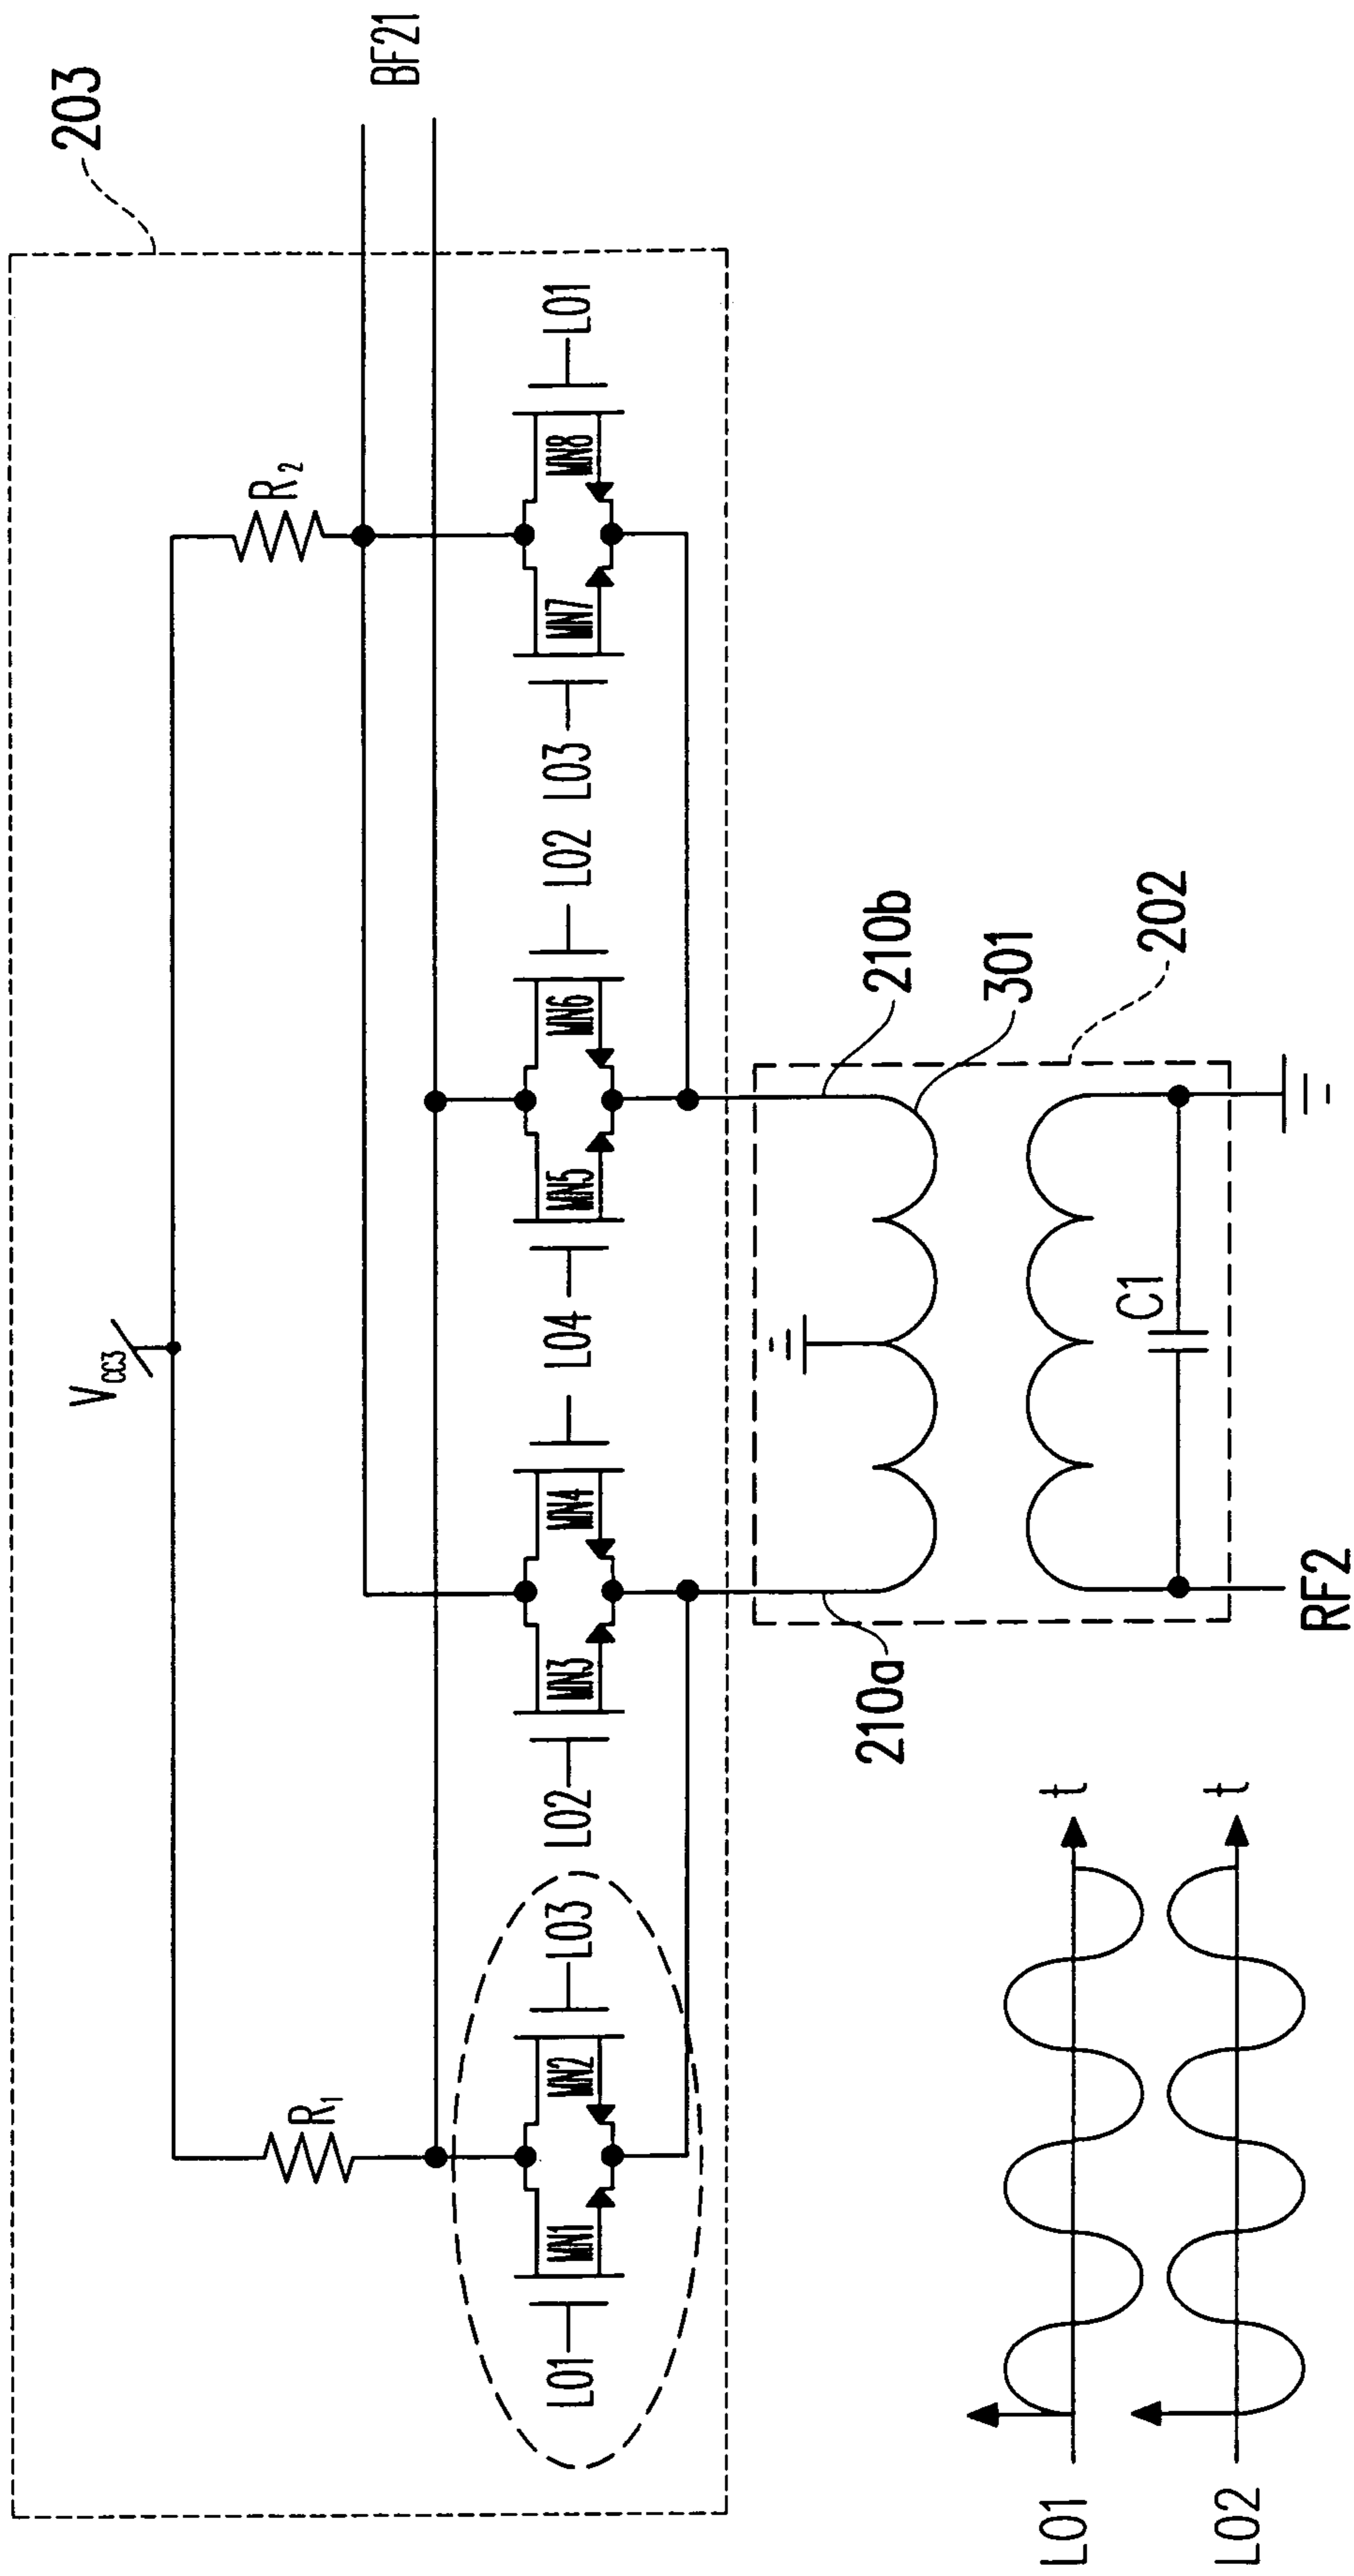 203
BF21
VCC3
R1
R2
LO1
MN1
MN2
LO3
LO2
MN3
MN4
LO4
MN5
MN6
LO2
LO3
MN7
MN8
LO1
210a
210b
301
202
C1
RF2
LO1
t
LO2
t